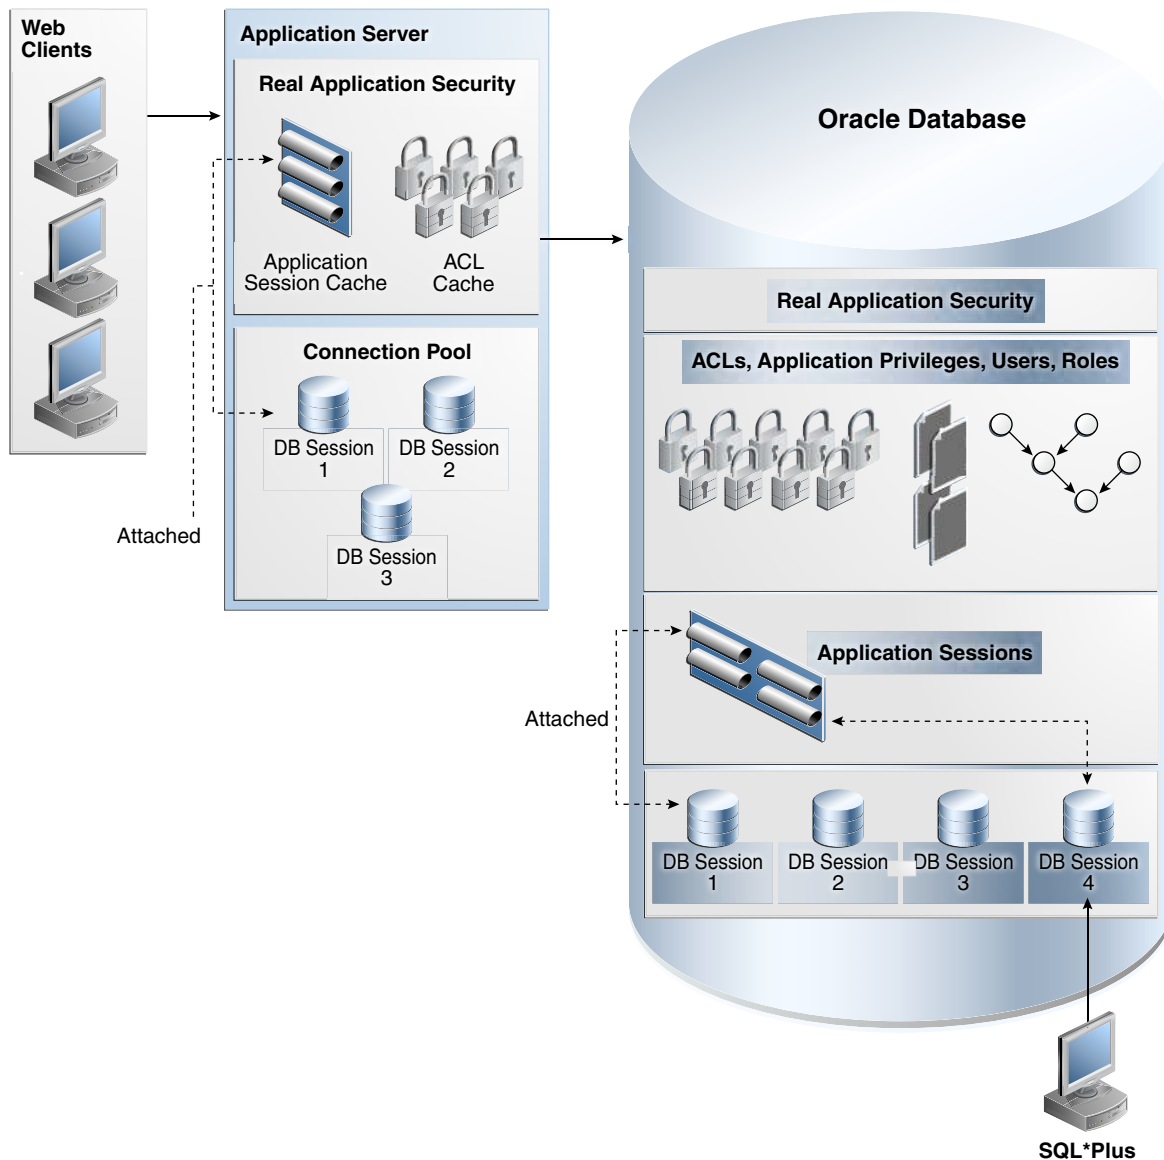 Web
Clients
Application Server
Real Application Security
Application
Session Cache
ACL
Cache
Connection Pool
DB Session
1
DB Session
2
DB Session
3
Attached
Oracle Database
Real Application Security
ACLs, Application Privileges, Users, Roles
Application Sessions
Attached
DB Session
1
DB Session
2
DB Session
3
DB Session
4
SQL*Plus